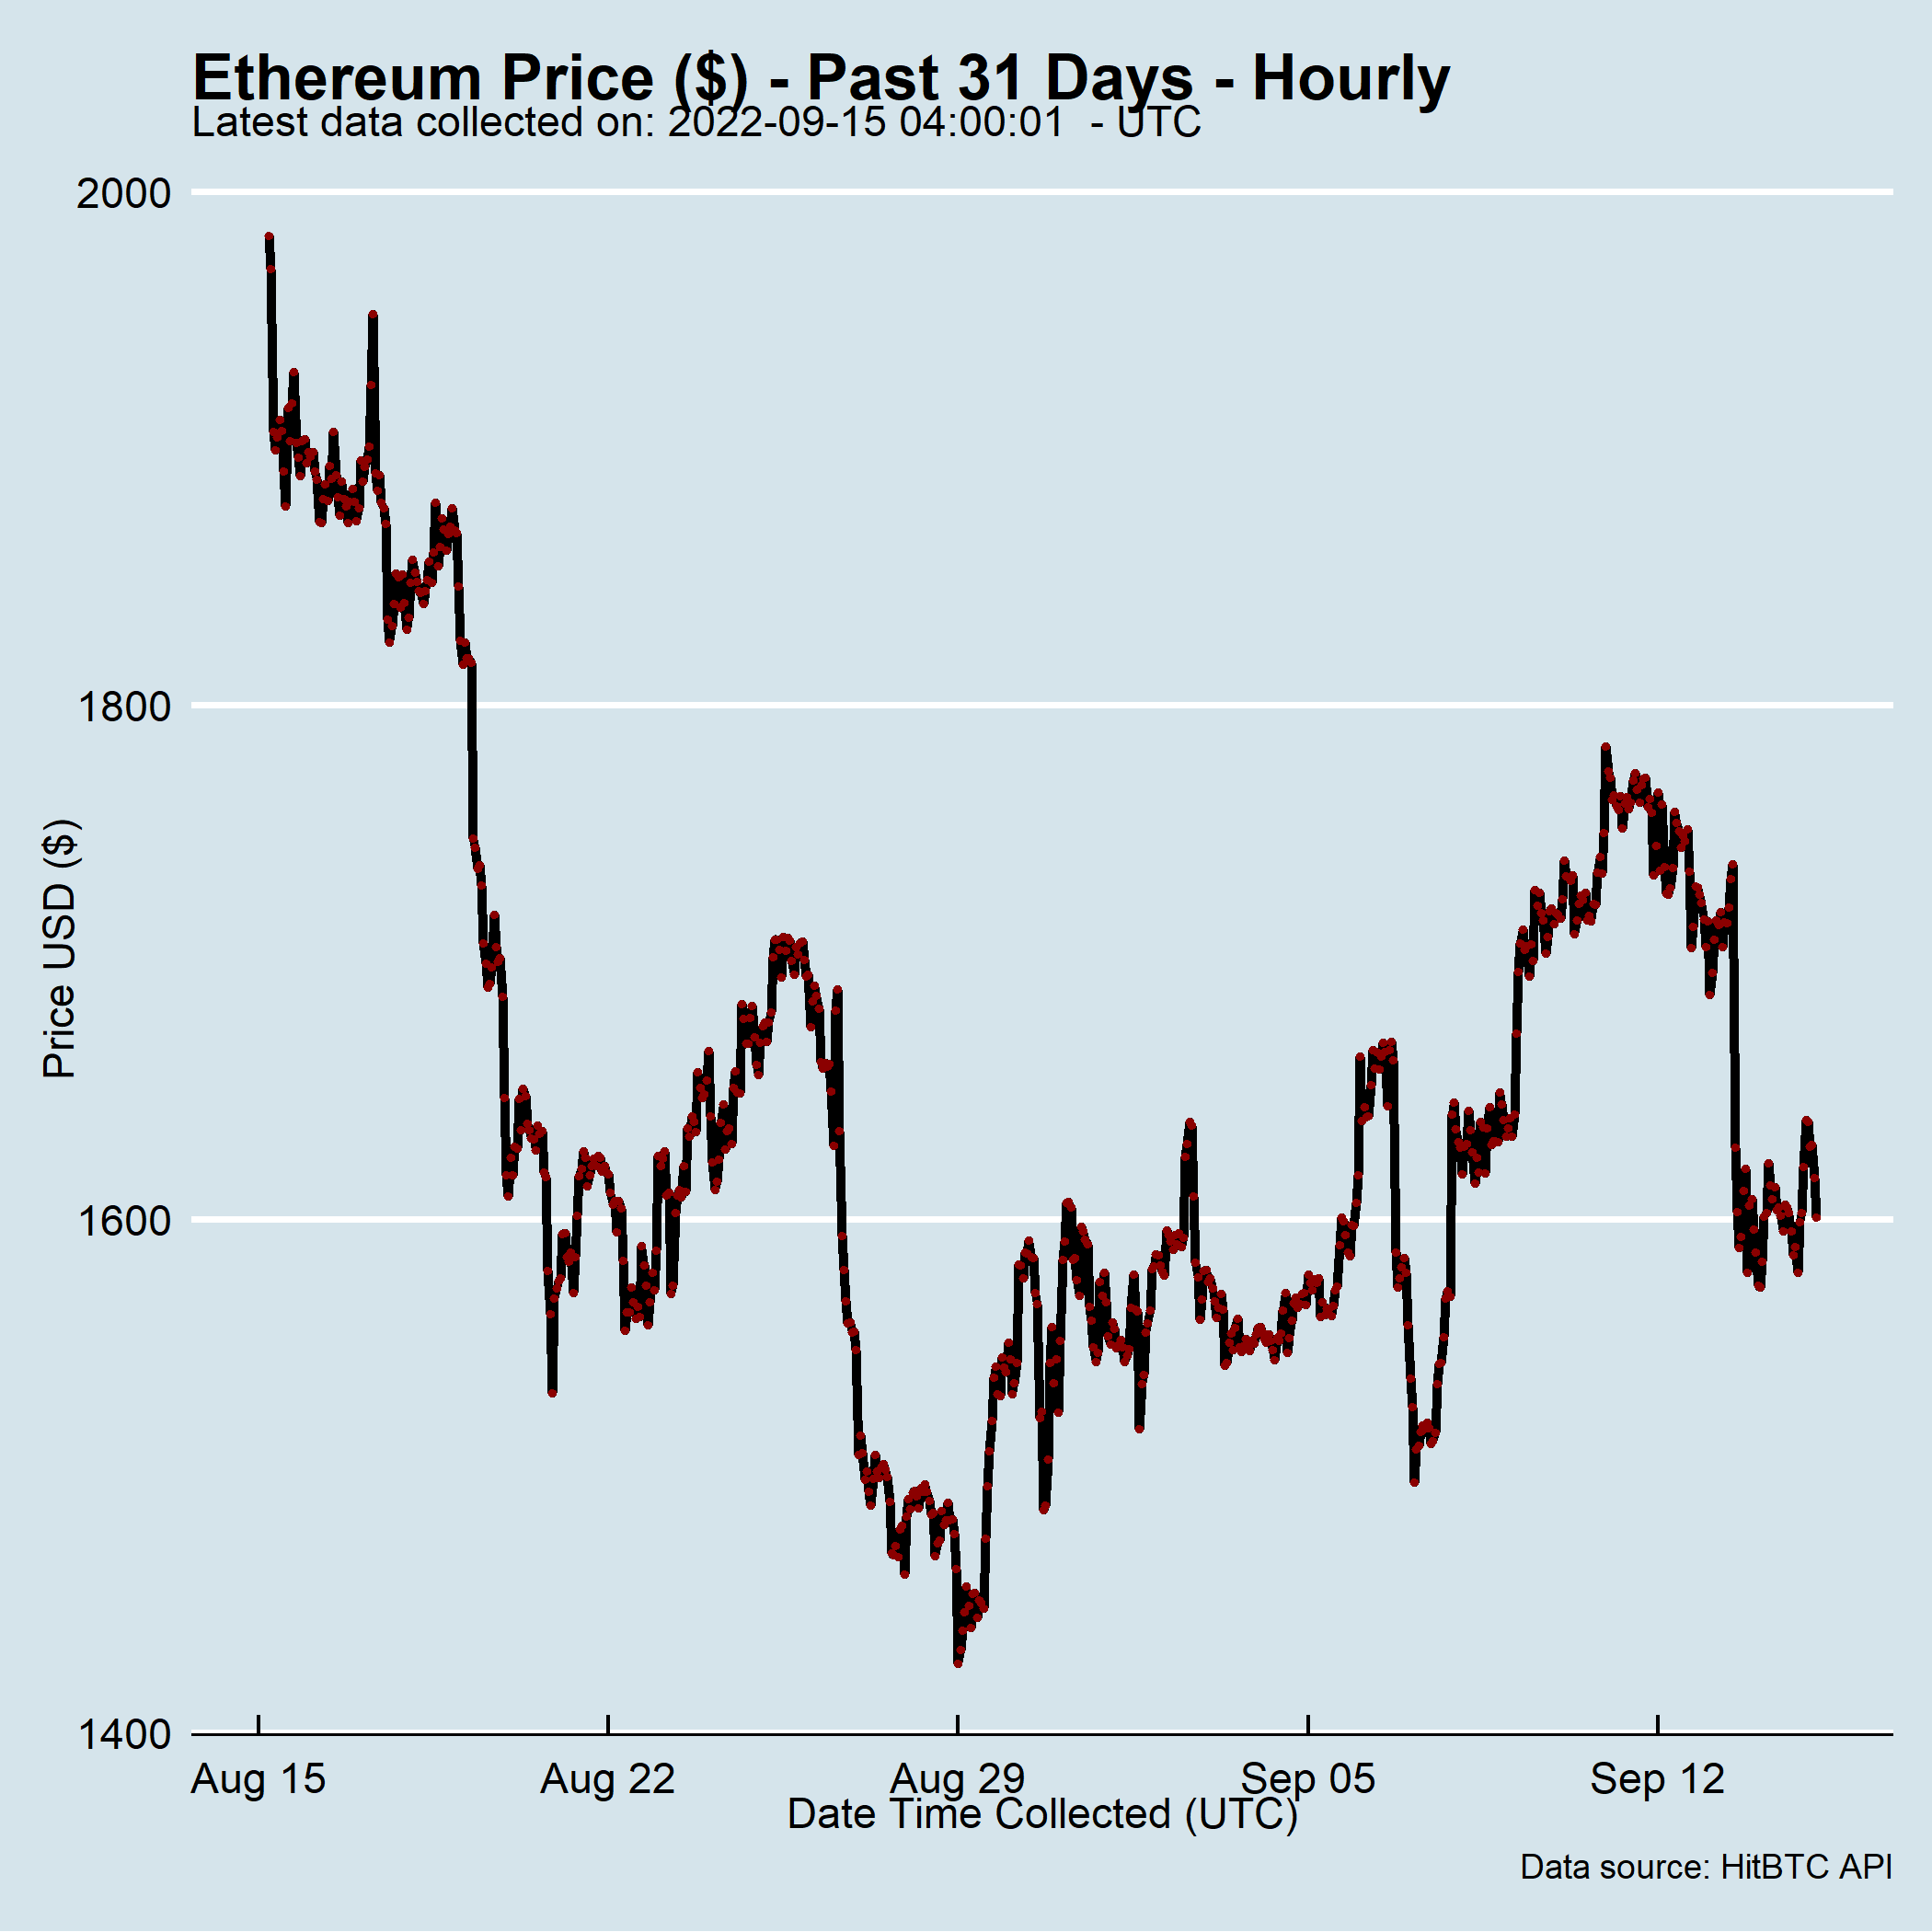 Ethereum Price ($) - Past 31 Days - Hourly
Latest data collected on: 2022-09-15 04:00:01  - UTC
2000
1800
1600
1400
Price USD ($)
Aug 15 Aug 22 Aug 29 Sep 05 Sep 12
Date Time Collected (UTC)
Data source: HitBTC API